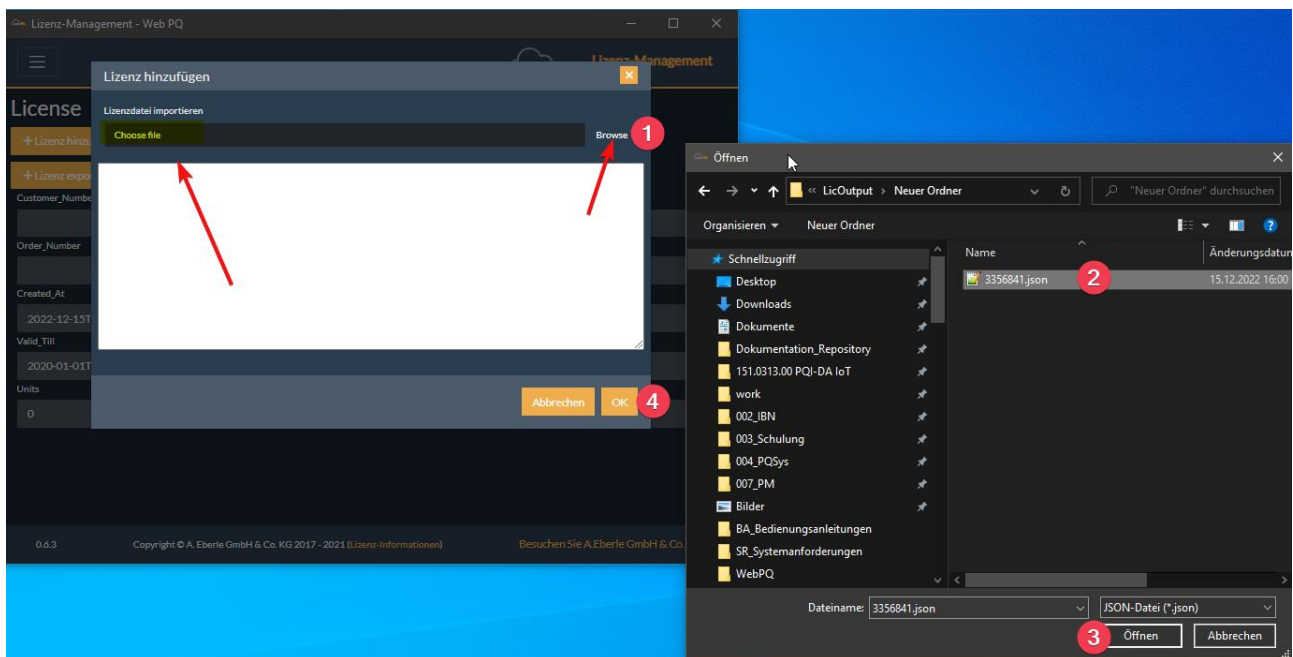 Lizenz-Management - Web PQ
Lizenz-Management
License
Lizenz hinzufügen
Lizenzdatei importieren
Choose file
Browse
1
+Lizenz
+Lizenz
Order_Number
Created_At
2022-12-15T
Valid_Till
2020-01-01T
Units
0
Abbrechen
OK
4
0.6.3
Copyright © A. Eberle GmbH & Co. KG 2017 - 2021 (Lizenz-Informationen)
Besuchen Sie A.Eberle GmbH & Co.
Öffnen
« LicOutput › Neuer Ordner
"Neuer Ordner" durchsuchen
Organisieren
Neuer Ordner
Name
Änderungsdatun
Schnellzugriff
3356841.json
2
15.12.2022 16:00
Desktop
Downloads
Dokumente
Dokumentation_Repository
151.0313.00 PQI-DA IoT
work
002_IBN
003_Schulung
004_PQSys
007_PM
Bilder
BA_Bedienungsanleitungen
SR_Systemanforderungen
WebPQ
Dateiname:
3356841.json
JSON-Datei (*.json)
3
Öffnen
Abbrechen